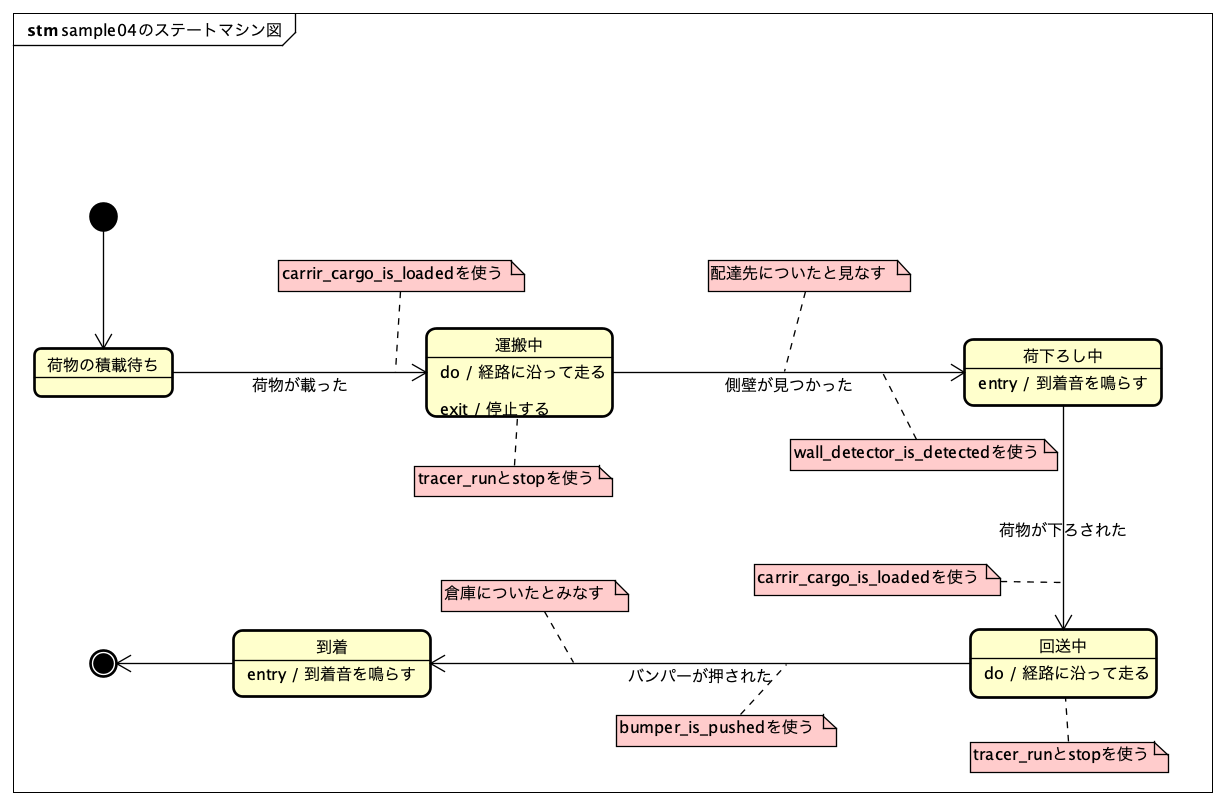 stm sample04のステートマシン図
carrir_cargo_is_loadedを使う
配達先についたと見なす
荷物の積載待ち
荷物が載った
運搬中
do / 経路に沿って走る
exit / 停止する
側壁が見つかった
荷下ろし中
entry / 到着音を鳴らす
tracer_runとstopを使う
wall_detector_is_detectedを使う
荷物が下ろされた
carrir_cargo_is_loadedを使う
倉庫についたとみなす
到着
entry / 到着音を鳴らす
バンパーが押された
回送中
do / 経路に沿って走る
bumper_is_pushedを使う
tracer_runとstopを使う